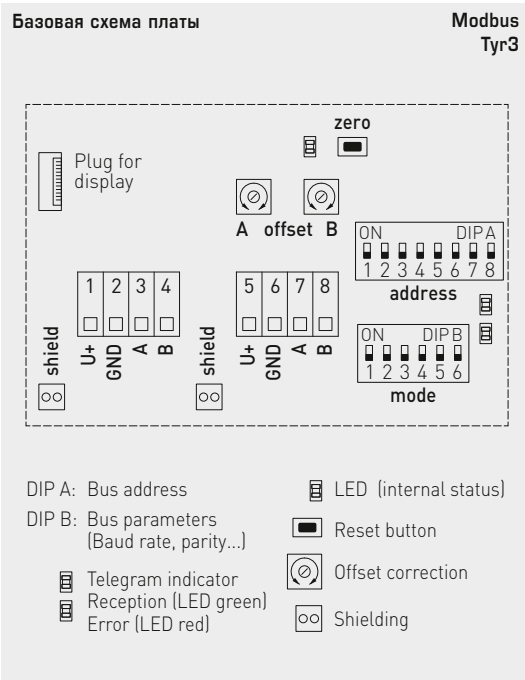 Базовая схема платы
Modbus
Tyr3
zero
Plug for
display
A offset B
ON DIP A
1 2 3 4 5 6 7 8
address
1 2 3 4
5 6 7 8
shield
U+
GND
A
B
shield
U+
GND
A
B
ON DIP B
1 2 3 4 5 6
mode
DIP A: Bus address
DIP B: Bus parameters
(Baud rate, parity...)
Telegram indicator
Reception (LED green)
Error (LED red)
LED (internal status)
Reset button
Offset correction
Shielding